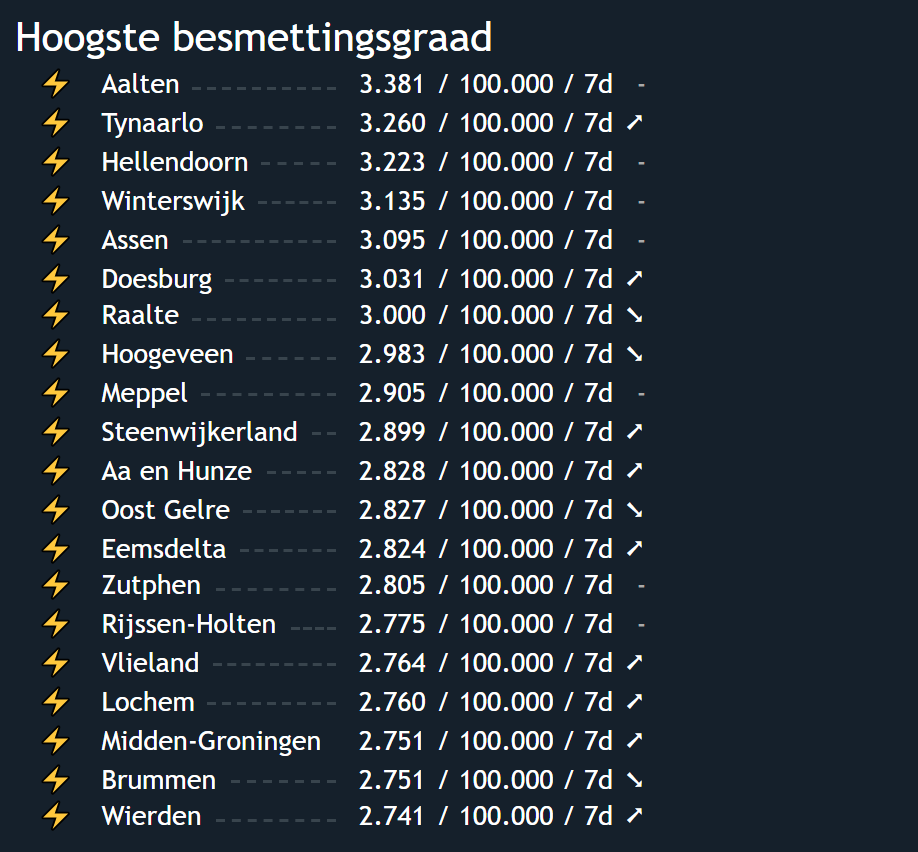 Hoogste besmettingsgraad
Aalten 3.381 / 100.000 / 7d -
Tynaarlo 3.260 / 100.000 / 7d ➚
Hellendoorn 3.223 / 100.000 / 7d -
Winterswijk 3.135 / 100.000 / 7d -
Assen 3.095 / 100.000 / 7d -
Doesburg 3.031 / 100.000 / 7d ➚
Raalte 3.000 / 100.000 / 7d ➘
Hoogeveen 2.983 / 100.000 / 7d ➘
Meppel 2.905 / 100.000 / 7d -
Steenwijkerland 2.899 / 100.000 / 7d ➚
Aa en Hunze 2.828 / 100.000 / 7d ➚
Oost Gelre 2.827 / 100.000 / 7d ➘
Eemsdelta 2.824 / 100.000 / 7d ➚
Zutphen 2.805 / 100.000 / 7d -
Rijssen-Holten 2.775 / 100.000 / 7d -
Vlieland 2.764 / 100.000 / 7d ➚
Lochem 2.760 / 100.000 / 7d ➚
Midden-Groningen 2.751 / 100.000 / 7d ➚
Brummen 2.751 / 100.000 / 7d ➘
Wierden 2.741 / 100.000 / 7d ➚